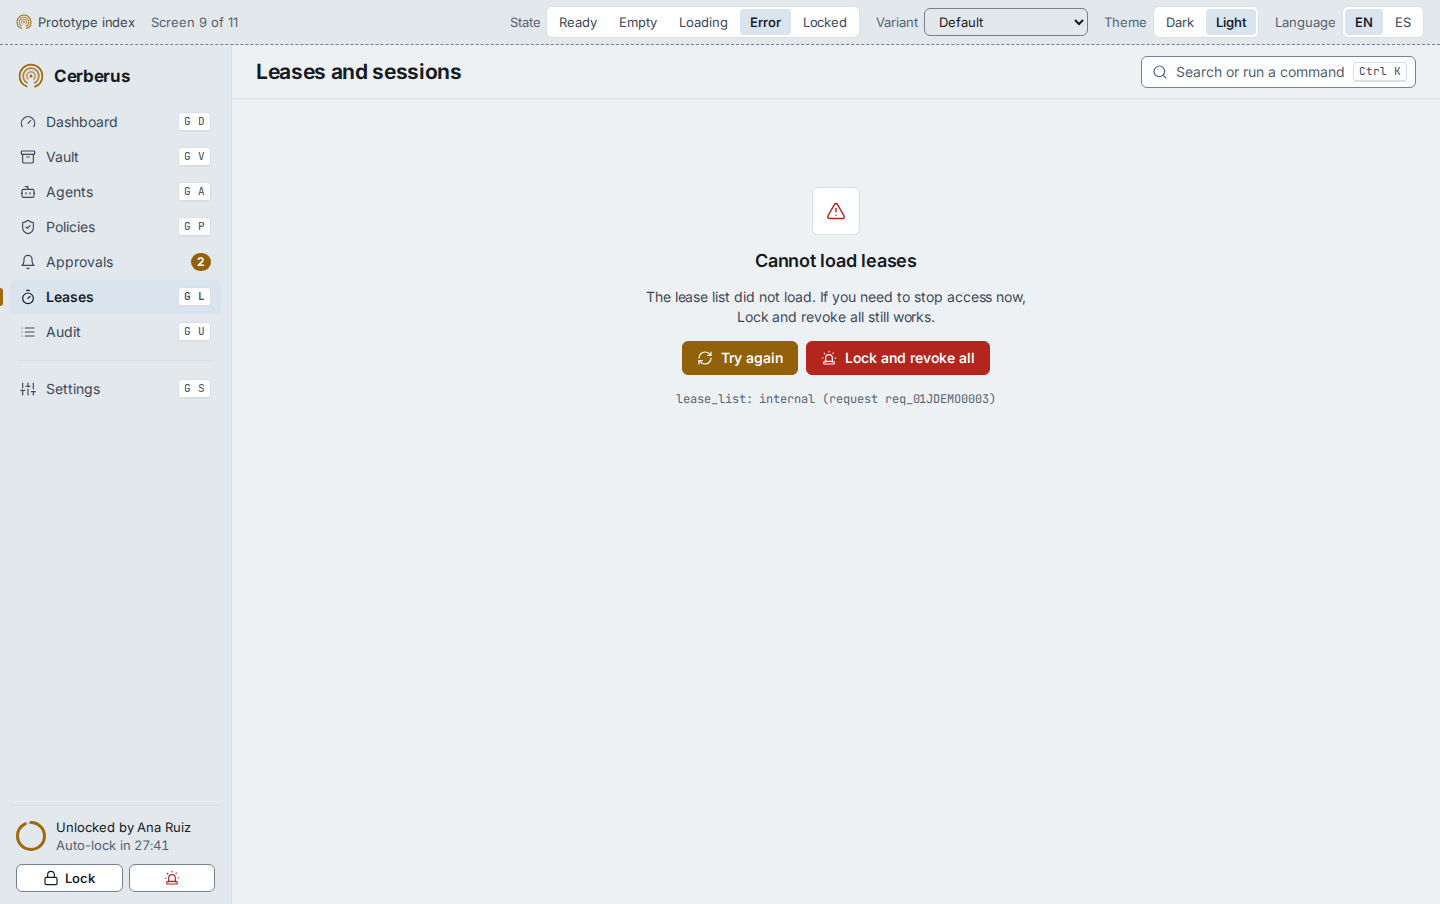 Prototype index
Screen 9 of 11
State
Ready
Empty
Loading
Error
Locked
Variant
Default
Theme
Dark
Light
Language
EN
ES
Cerberus
Dashboard
G D
Vault
G V
Agents
G A
Policies
G P
Approvals
2
Leases
G L
Audit
G U
Settings
G S
Unlocked by Ana Ruiz
Auto-lock in 27:41
Lock
Leases and sessions
Search or run a command
Ctrl K
Cannot load leases
The lease list did not load. If you need to stop access now,
Lock and revoke all still works.
Try again
Lock and revoke all
lease_list: internal (request req_01JDEMO0003)